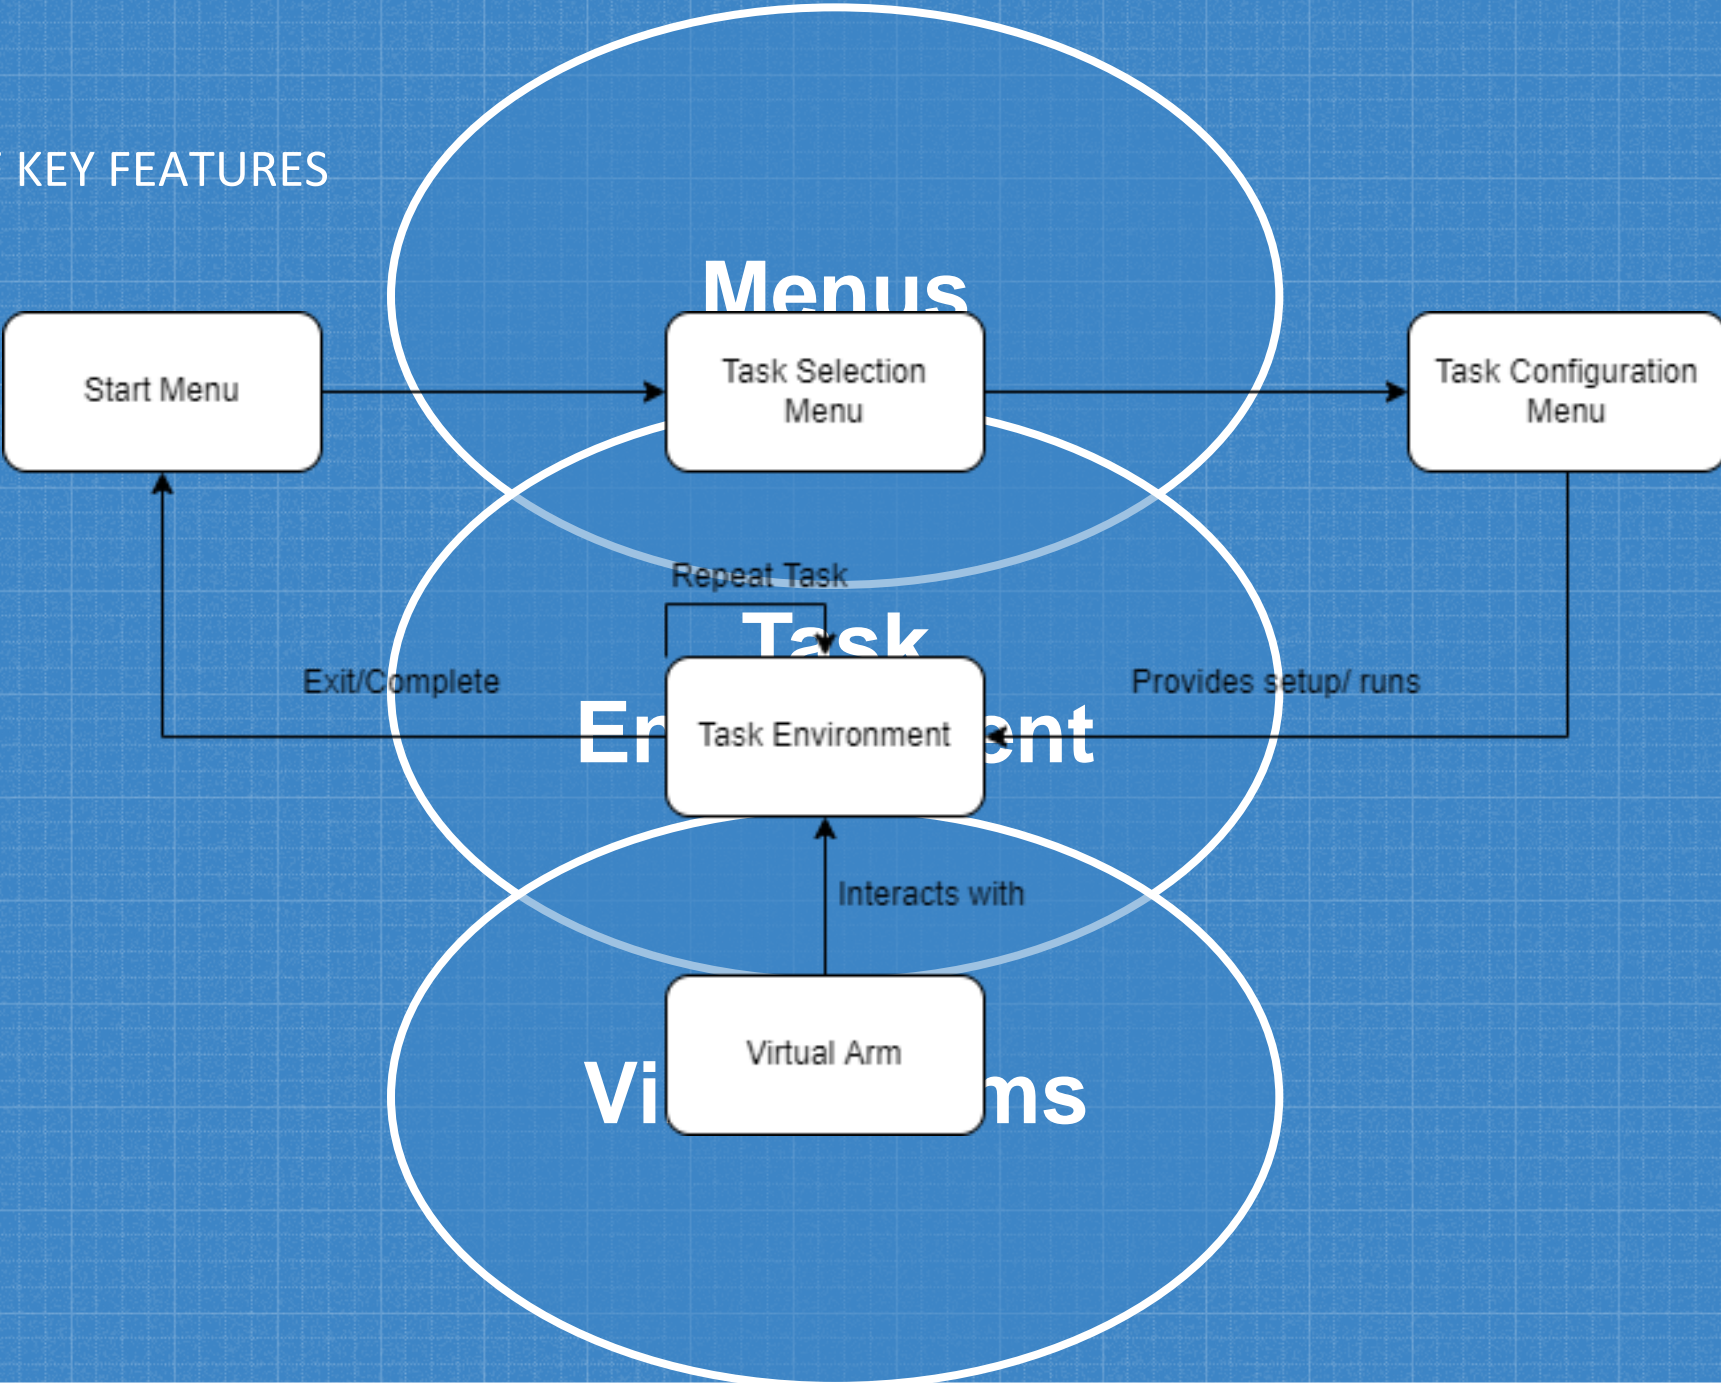 KEY FEATURES
Menus
Start Menu
Task Selection
Menu
Task Configuration
Menu
Repeat Task
Task
Exit/Complete
Provides setup/ runs
Task Environment
Interacts with
Virtual Arm